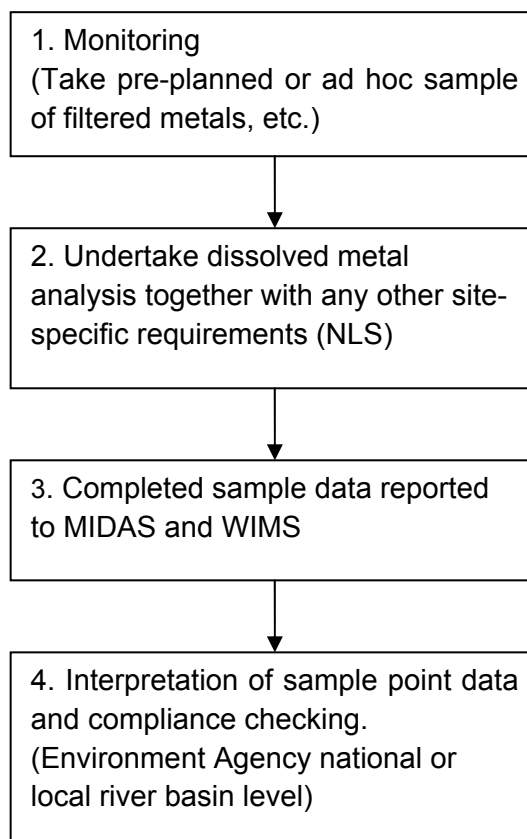 1. Monitoring
(Take pre-planned or ad hoc sample
of filtered metals, etc.)
2. Undertake dissolved metal
analysis together with any other site-
specific requirements (NLS)
3. Completed sample data reported
to MIDAS and WIMS
4. Interpretation of sample point data
and compliance checking.
(Environment Agency national or
local river basin level)